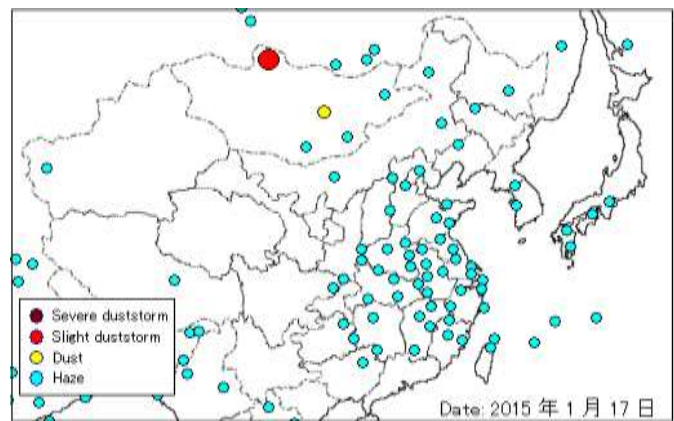 Severe duststorm
Slight duststorm
Dust
Haze
Date: 2015 年 1 月 17 日